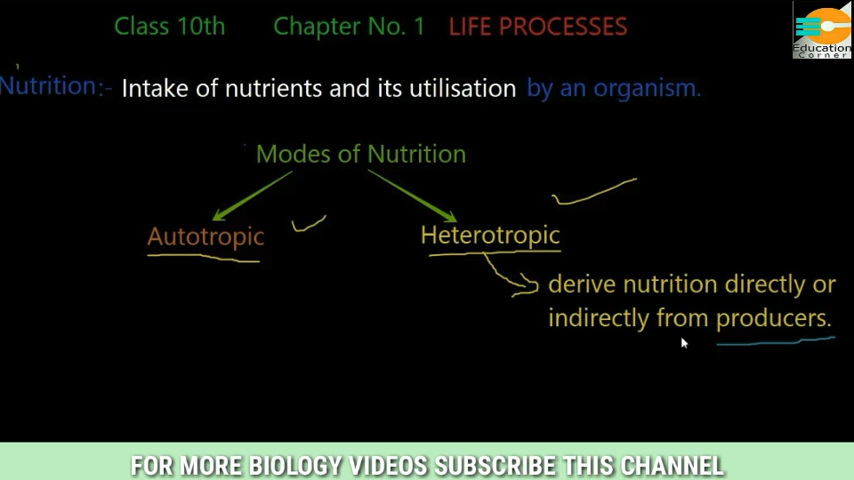 Class 10th Chapter No. 1 LIFE PROCESSES
Education
Corner
Nutrition:- Intake of nutrients and its utilisation by an organism.
Modes of Nutrition
Autotropic
Heterotropic
derive nutrition directly or
indirectly from producers.
FOR MORE BIOLOGY VIDEOS SUBSCRIBE THIS CHANNEL